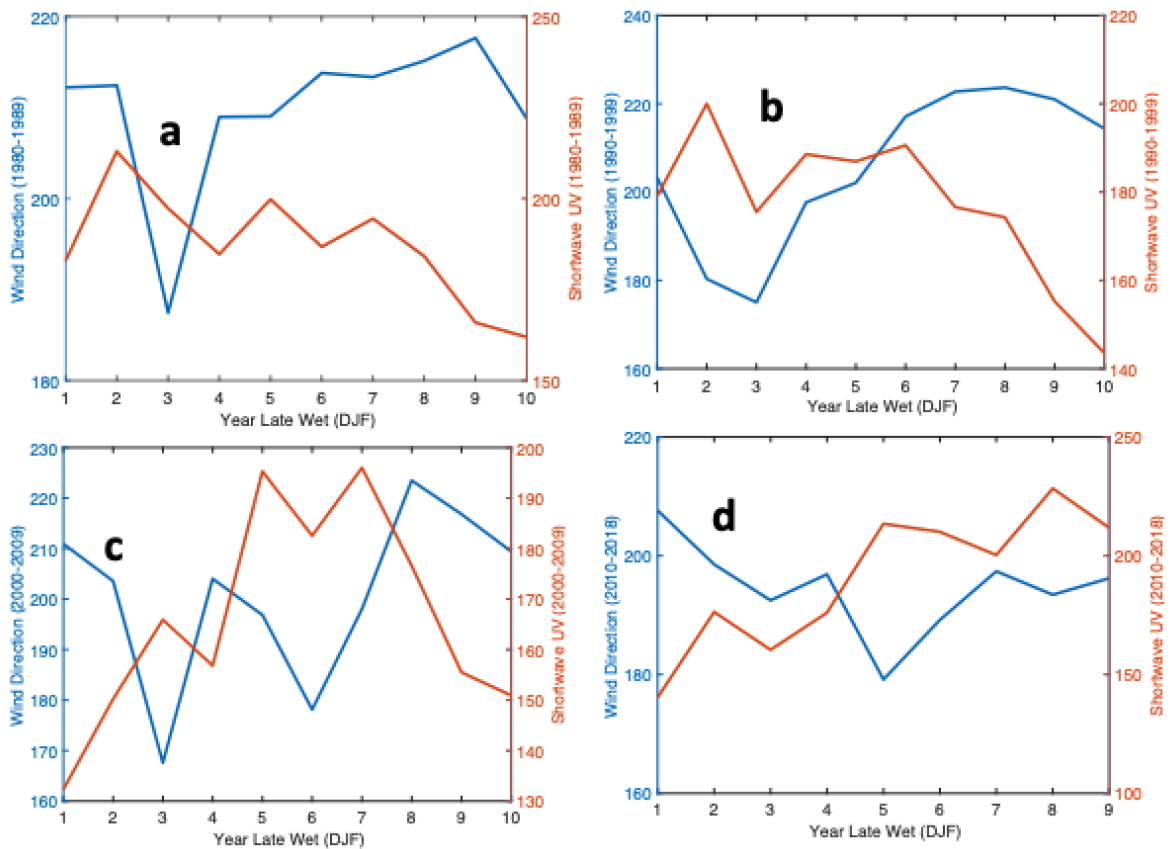 220
200
180
Wind Direction (1980-1989)
a
250
200
150
Shortwave UV (1980-1989)
1 2 3 4 5 6 7 8 9 10
Year Late Wet (DJF)
240
220
200
180
160
Wind Direction (1990-1999)
b
200
180
160
140
Shortwave UV (1990-1999)
1 2 3 4 5 6 7 8 9 10
Year Late Wet (DJF)
230
220
210
200
190
180
170
160
Wind Direction (2000-2009)
c
200
190
180
170
160
150
140
130
Shortwave UV (2000-2009)
1 2 3 4 5 6 7 8 9 10
Year Late Wet (DJF)
220
200
180
160
Wind Direction (2010-2018)
d
250
200
150
100
Shortwave UV (2010-2018)
1 2 3 4 5 6 7 8 9
Year Late Wet (DJF)